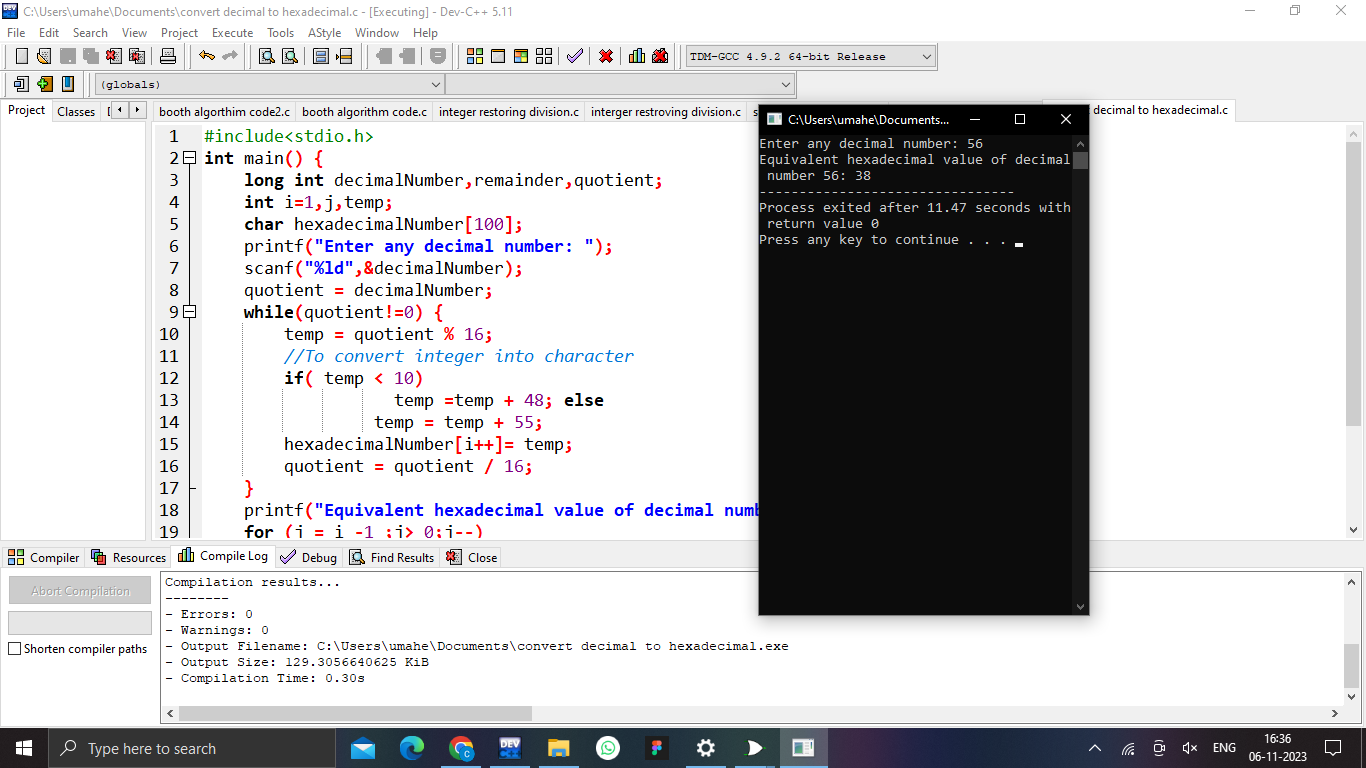 C:\Users\umahe\Documents\convert decimal to hexadecimal.c - [Executing] - Dev-C++ 5.11
File Edit Search View Project Execute Tools AStyle Window Help
TDM-GCC 4.9.2 64-bit Release
(globals)
Project Classes
booth algorthim code2.c booth algorithm code.c integer restoring division.c interger restroving division.c decimal to hexadecimal.c
1 #include<stdio.h>
2 int main() {
3 long int decimalNumber,remainder,quotient;
4 int i=1,j,temp;
5 char hexadecimalNumber[100];
6 printf("Enter any decimal number: ");
7 scanf("%ld",&decimalNumber);
8 quotient = decimalNumber;
9 while(quotient!=0) {
10 temp = quotient % 16;
11 //To convert integer into character
12 if( temp < 10)
13 temp =temp + 48; else
14 temp = temp + 55;
15 hexadecimalNumber[i++]= temp;
16 quotient = quotient / 16;
17 }
18 printf("Equivalent hexadecimal value of decimal numb
19 for (j = i -1 ;j> 0;j--)
C:\Users\umahe\Documents...
Enter any decimal number: 56
Equivalent hexadecimal value of decimal
number 56: 38
--------------------------------
Process exited after 11.47 seconds with
return value 0
Press any key to continue . . .
Compiler Resources Compile Log Debug Find Results Close
Abort Compilation
Shorten compiler paths
Compilation results...
--------
- Errors: 0
- Warnings: 0
- Output Filename: C:\Users\umahe\Documents\convert decimal to hexadecimal.exe
- Output Size: 129.3056640625 KiB
- Compilation Time: 0.30s
Type here to search
DEV
C
ENG
16:36
06-11-2023